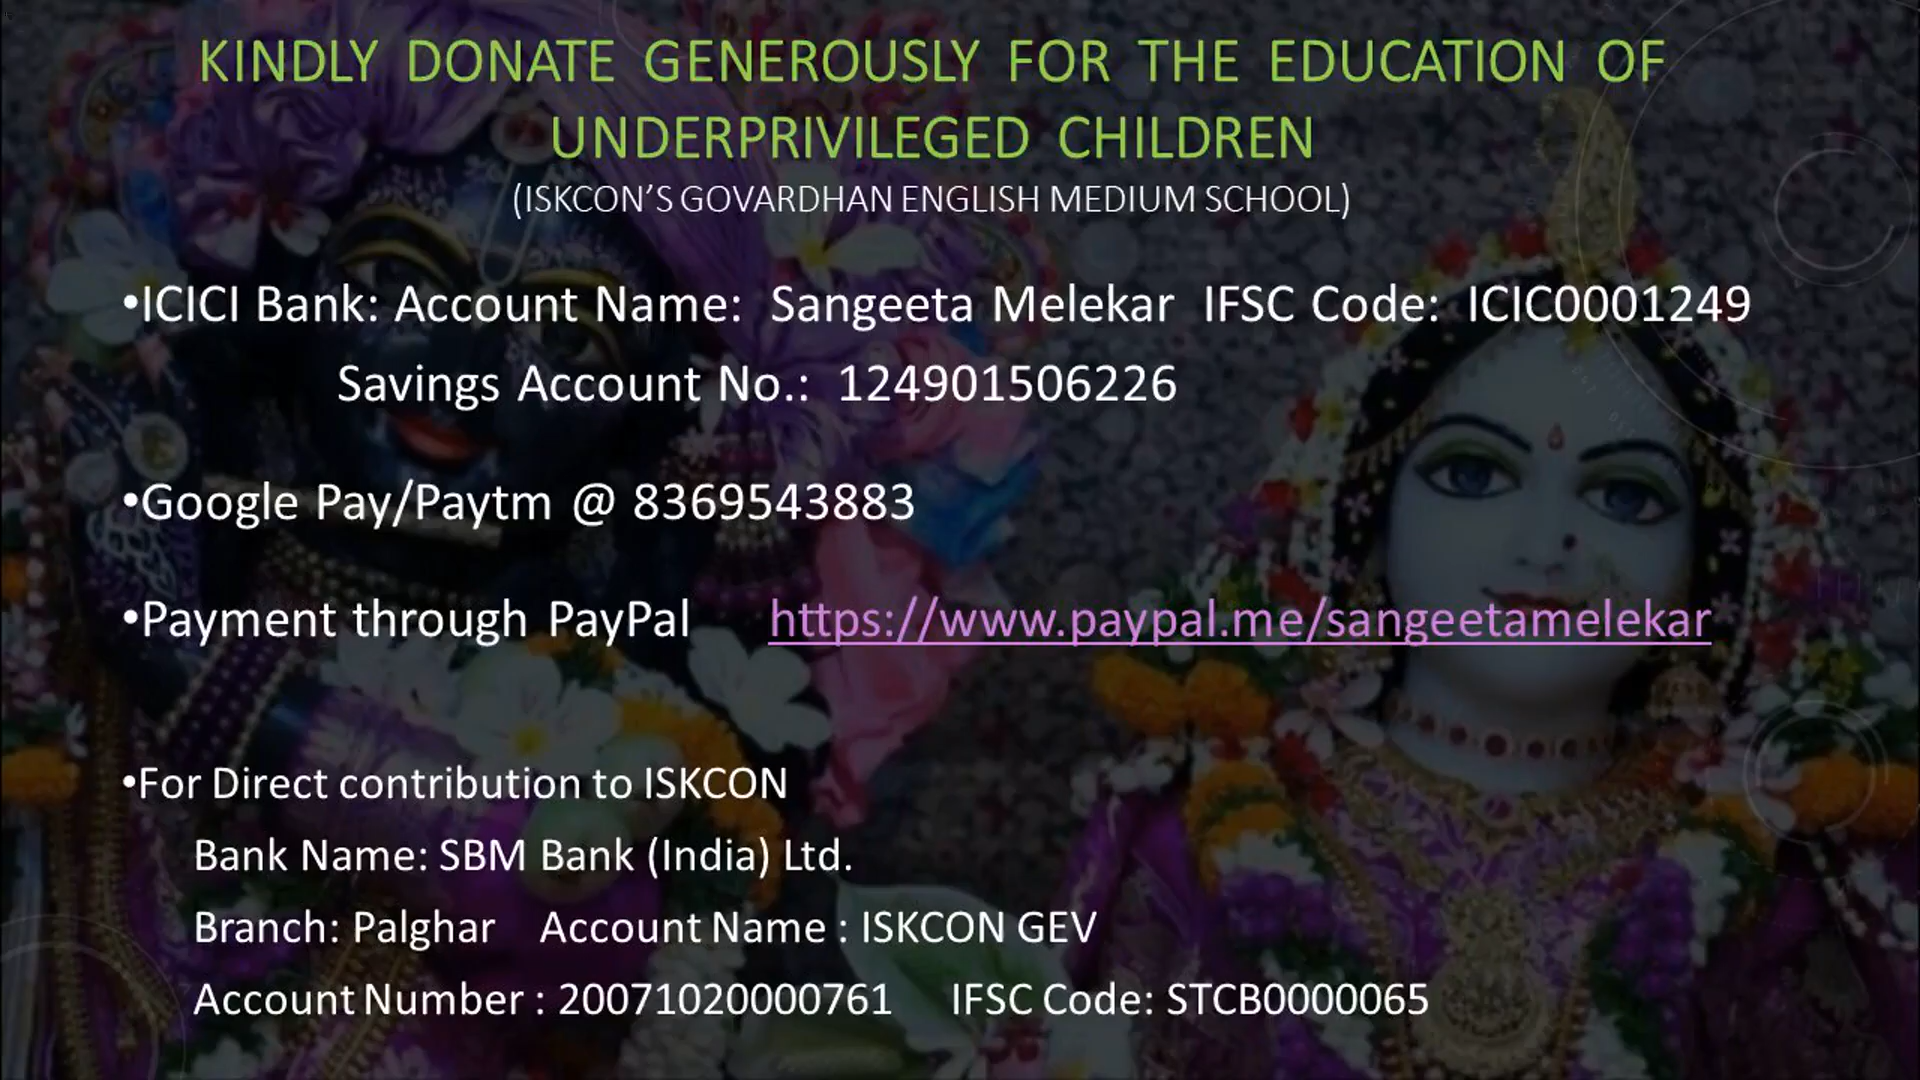 KINDLY DONATE GENEROUSLY FOR THE EDUCATION OF
UNDERPRIVILEGED CHILDREN
(ISKCON’S GOVARDHAN ENGLISH MEDIUM SCHOOL)
•ICICI Bank: Account Name: Sangeeta Melekar IFSC Code: ICIC0001249
Savings Account No.: 124901506226
•Google Pay/Paytm @ 8369543883
•Payment through PayPal https://www.paypal.me/sangeetamelekar
•For Direct contribution to ISKCON
Bank Name: SBM Bank (India) Ltd.
Branch: Palghar Account Name : ISKCON GEV
Account Number : 20071020000761 IFSC Code: STCB0000065